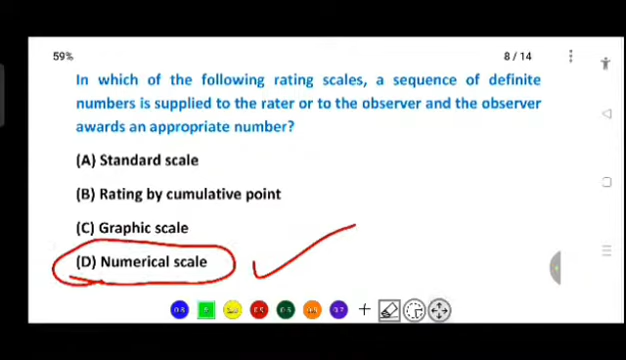 59%
8 / 14
In which of the following rating scales, a sequence of definite
numbers is supplied to the rater or to the observer and the observer
awards an appropriate number?
(A) Standard scale
(B) Rating by cumulative point
(C) Graphic scale
(D) Numerical scale